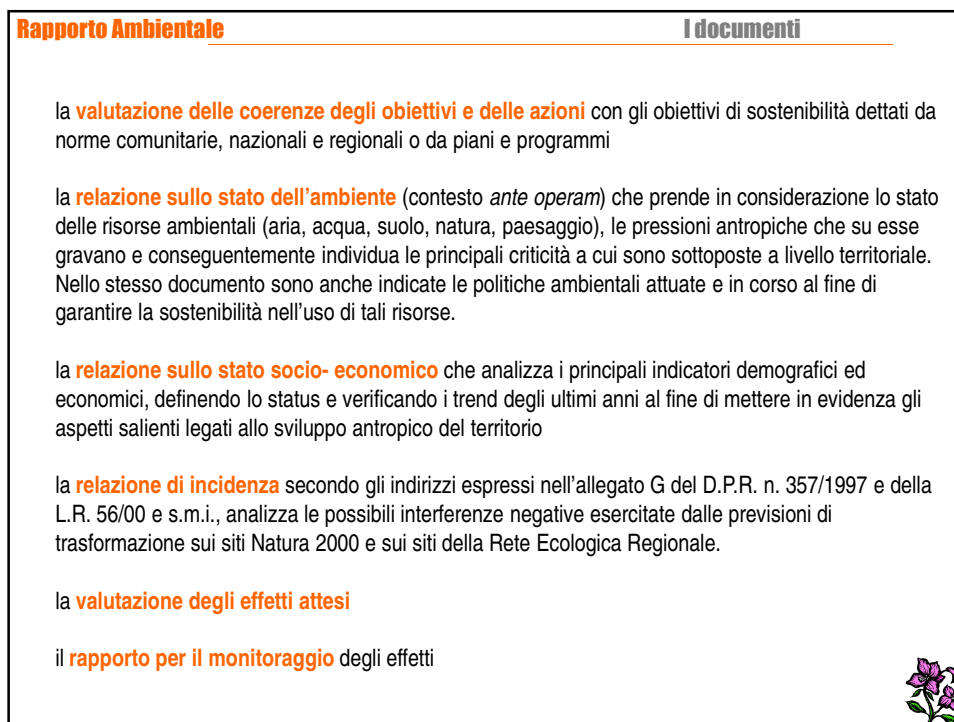 Rapporto Ambientale I documenti
la valutazione delle coerenze degli obiettivi e delle azioni con gli obiettivi di sostenibilità dettati da
norme comunitarie, nazionali e regionali o da piani e programmi
la relazione sullo stato dell'ambiente (contesto ante operam) che prende in considerazione lo stato
delle risorse ambientali (aria, acqua, suolo, natura, paesaggio), le pressioni antropiche che su esse
gravano e conseguentemente individua le principali criticità a cui sono sottoposte a livello territoriale.
Nello stesso documento sono anche indicate le politiche ambientali attuate e in corso al fine di
garantire la sostenibilità nell'uso di tali risorse.
la relazione sullo stato socio- economico che analizza i principali indicatori demografici ed
economici, definendo lo status e verificando i trend degli ultimi anni al fine di mettere in evidenza gli
aspetti salienti legati allo sviluppo antropico del territorio
la relazione di incidenza secondo gli indirizzi espressi nell'allegato G del D.P.R. n. 357/1997 e della
L.R. 56/00 e s.m.i., analizza le possibili interferenze negative esercitate dalle previsioni di
trasformazione sui siti Natura 2000 e sui siti della Rete Ecologica Regionale.
la valutazione degli effetti attesi
il rapporto per il monitoraggio degli effetti